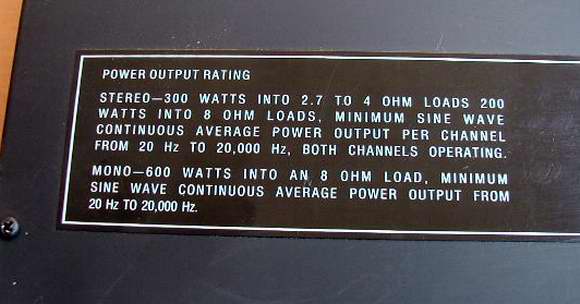 POWER OUTPUT RATING
STEREO—300 WATTS INTO 2.7 TO 4 OHM LOADS 200
WATTS INTO 8 OHM LOADS, MINIMUM SINE WAVE
CONTINUOUS AVERAGE POWER OUTPUT PER CHANNEL
FROM 20 Hz TO 20,000 Hz, BOTH CHANNELS OPERATING.
MONO—600 WATTS INTO AN 8 OHM LOAD, MINIMUM
SINE WAVE CONTINUOUS AVERAGE POWER OUTPUT FROM
20 Hz TO 20,000 Hz.